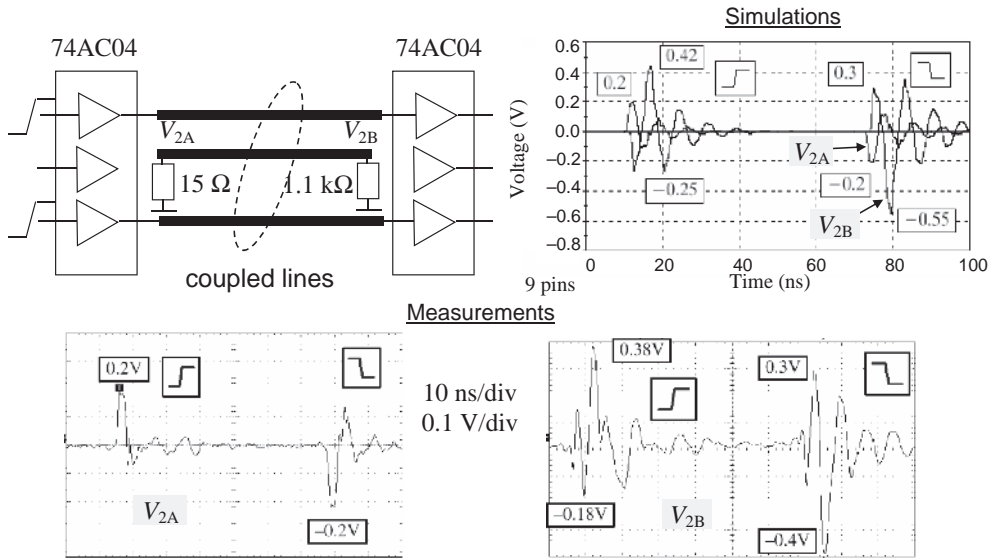 Simulations
74AC04
74AC04
V2A
V2B
15 Ω
1.1 kΩ
coupled lines
Voltage (V)
0.6
0.4
0.2
0.0
−0.2
−0.4
−0.6
−0.8
0.2
0.42
−0.25
0.3
V2A
−0.2
V2B
−0.55
0
20
40
60
80
100
Time (ns)
9 pins
Measurements
0.2V
V2A
−0.2V
10 ns/div
0.1 V/div
0.38V
0.3V
−0.18V
V2B
−0.4V